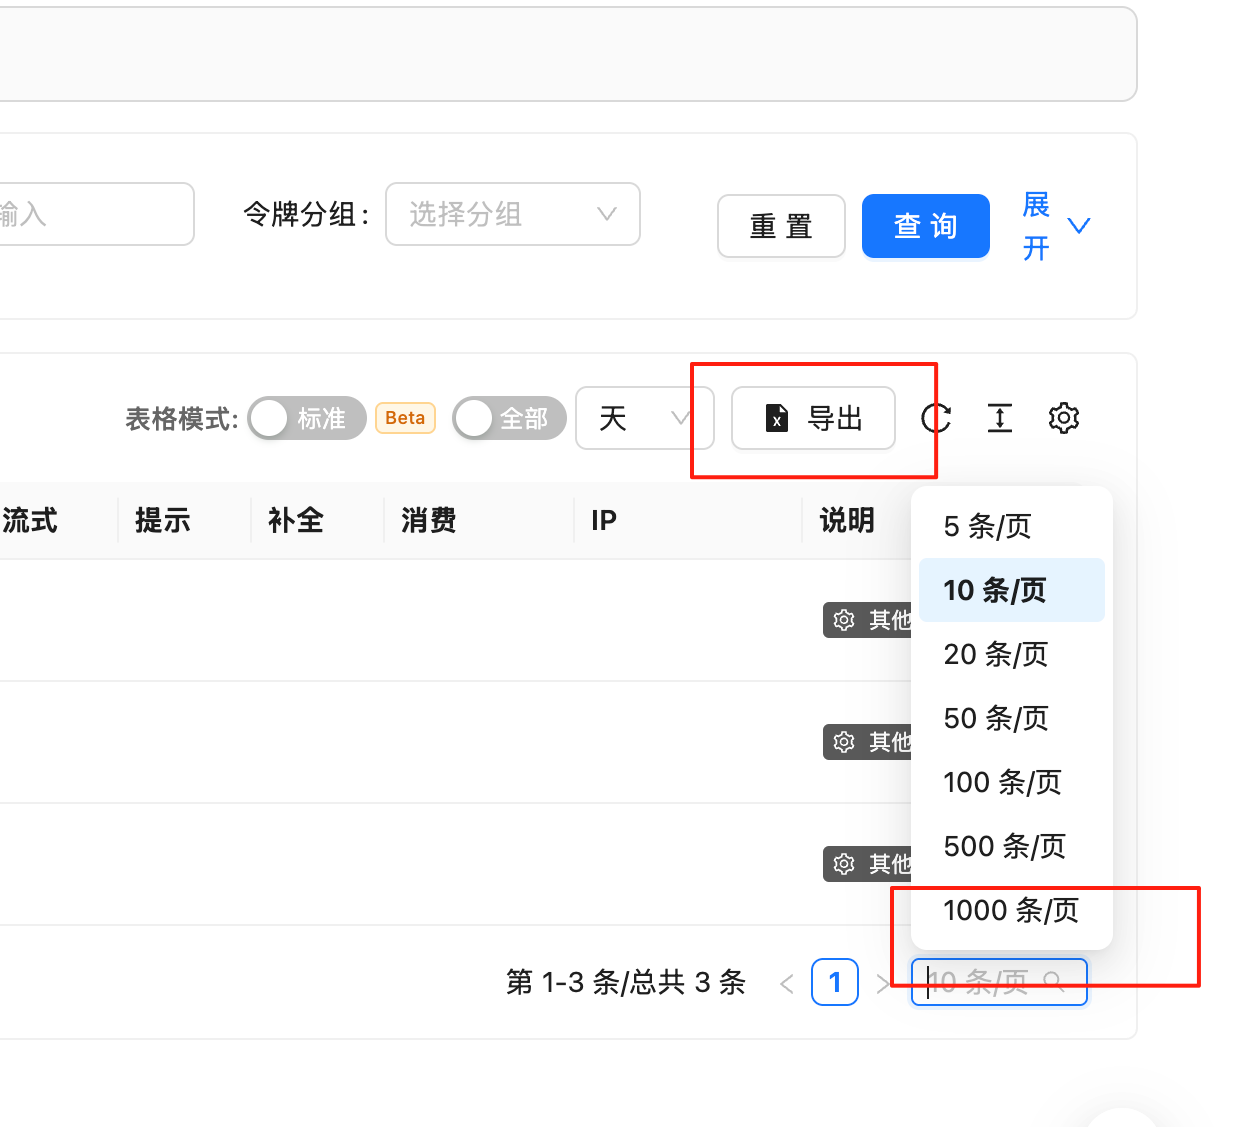 输入
令牌分组:
选择分组
重 置
查 询
展开
表格模式:
标准
Beta
全部
天
导出
流式
提示
补全
消费
IP
说明
5 条/页
10 条/页
20 条/页
50 条/页
100 条/页
500 条/页
1000 条/页
其他
其他
其他
第 1-3 条/总共 3 条
1
10 条/页